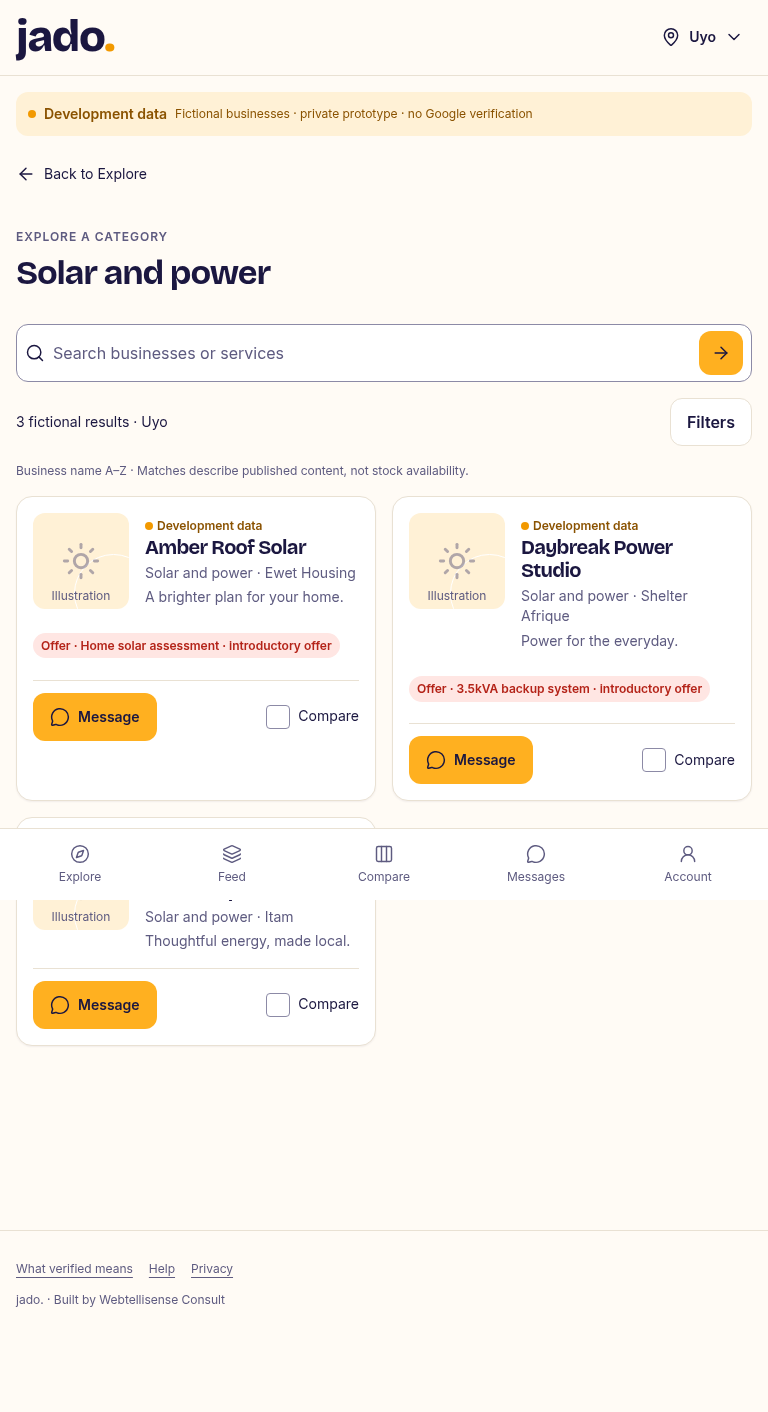 jado.
Uyo
Development data Fictional businesses · private prototype · no Google verification
Back to Explore
EXPLORE A CATEGORY
Solar and power
Search businesses or services
3 fictional results · Uyo
Filters
Business name A–Z · Matches describe published content, not stock availability.
Illustration
Development data
Amber Roof Solar
Solar and power · Ewet Housing
A brighter plan for your home.
Offer · Home solar assessment · introductory offer
Message
Compare
Illustration
Development data
Daybreak Power
Studio
Solar and power · Shelter
Afrique
Power for the everyday.
Offer · 3.5kVA backup system · introductory offer
Message
Compare
Explore
Feed
Compare
Messages
Account
Illustration
Solar and power · Itam
Thoughtful energy, made local.
Message
Compare
What verified means
Help
Privacy
jado. · Built by Webtellisense Consult